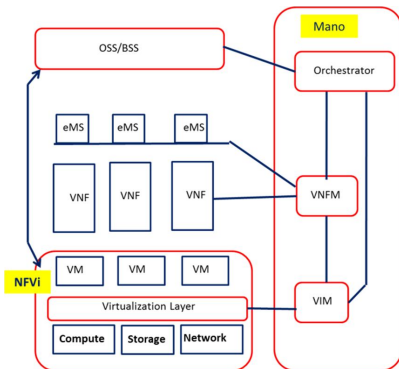 Mano
OSS/BSS
Orchestrator
eMS eMS eMS
VNF VNF VNF
VNFM
NFVi
VM VM VM
Virtualization Layer
VIM
Compute Storage Network